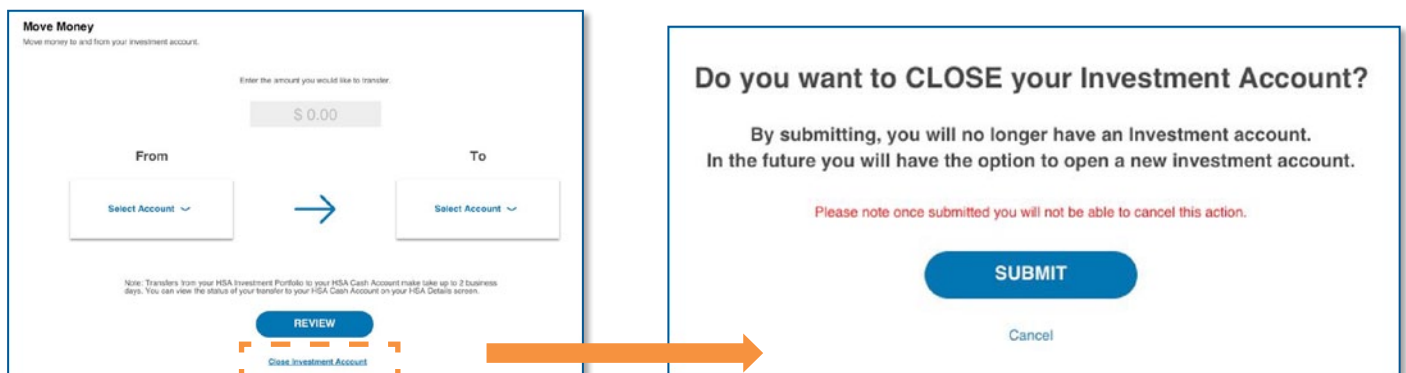 Move Money
Move money to and from your investment account.
Enter the amount you would like to transfer.
$ 0.00
From
To
Select Account
Select Account
Note: Transfers from your HSA Investment Portfolio to your HSA Cash Account make take up to 2 business
days. You can view the status of your transfer to your HSA Cash Account on your HSA Details screen.
REVIEW
Close Investment Account
Do you want to CLOSE your Investment Account?
By submitting, you will no longer have an Investment account.
In the future you will have the option to open a new investment account.
Please note once submitted you will not be able to cancel this action.
SUBMIT
Cancel